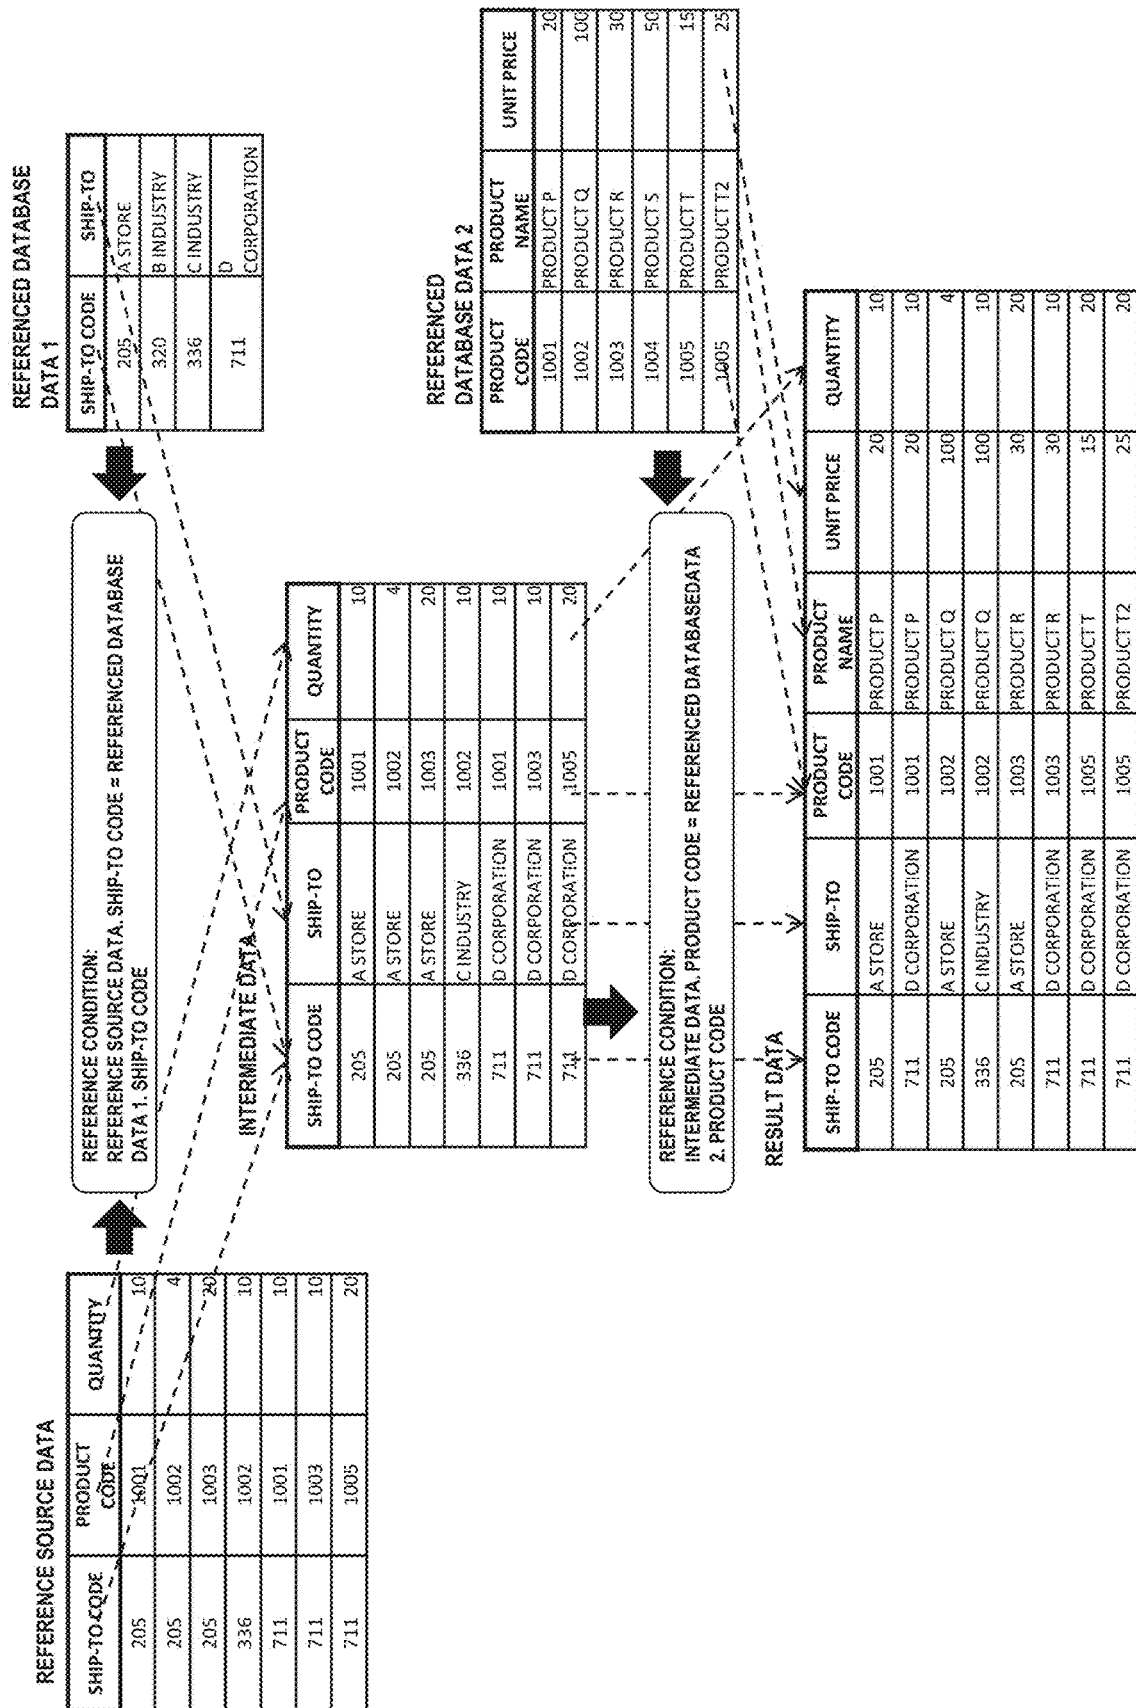 REFERENCE SOURCE DATA
SHIP-TO CODE PRODUCT CODE QUANTITY
205 1001 10
205 1002 4
205 1003 20
336 1002 10
711 1001 10
711 1003 10
711 1005 20
REFERENCE CONDITION:
REFERENCE SOURCE DATA. SHIP-TO CODE = REFERENCED DATABASE
DATA 1. SHIP-TO CODE
REFERENCED DATABASE
DATA 1
SHIP-TO CODE SHIP-TO
205 A STORE
320 B INDUSTRY
336 C INDUSTRY
711 D CORPORATION
INTERMEDIATE DATA
SHIP-TO CODE SHIP-TO PRODUCT CODE QUANTITY
205 A STORE 1001 10
205 A STORE 1002 4
205 A STORE 1003 20
336 C INDUSTRY 1002 10
711 D CORPORATION 1001 10
711 D CORPORATION 1003 10
711 D CORPORATION 1005 20
REFERENCED
DATABASE DATA 2
PRODUCT CODE PRODUCT NAME UNIT PRICE
1001 PRODUCT P 20
1002 PRODUCT Q 100
1003 PRODUCT R 30
1004 PRODUCT S 50
1005 PRODUCT T 15
1005 PRODUCT T2 25
REFERENCE CONDITION:
INTERMEDIATE DATA. PRODUCT CODE = REFERENCED DATABASEDATA
2. PRODUCT CODE
RESULT DATA
SHIP-TO CODE SHIP-TO PRODUCT CODE PRODUCT NAME UNIT PRICE QUANTITY
205 A STORE 1001 PRODUCT P 20 10
711 D CORPORATION 1001 PRODUCT P 20 10
205 A STORE 1002 PRODUCT Q 100 4
336 C INDUSTRY 1002 PRODUCT Q 100 10
205 A STORE 1003 PRODUCT R 30 20
711 D CORPORATION 1003 PRODUCT R 30 10
711 D CORPORATION 1005 PRODUCT T 15 20
711 D CORPORATION 1005 PRODUCT T2 25 20